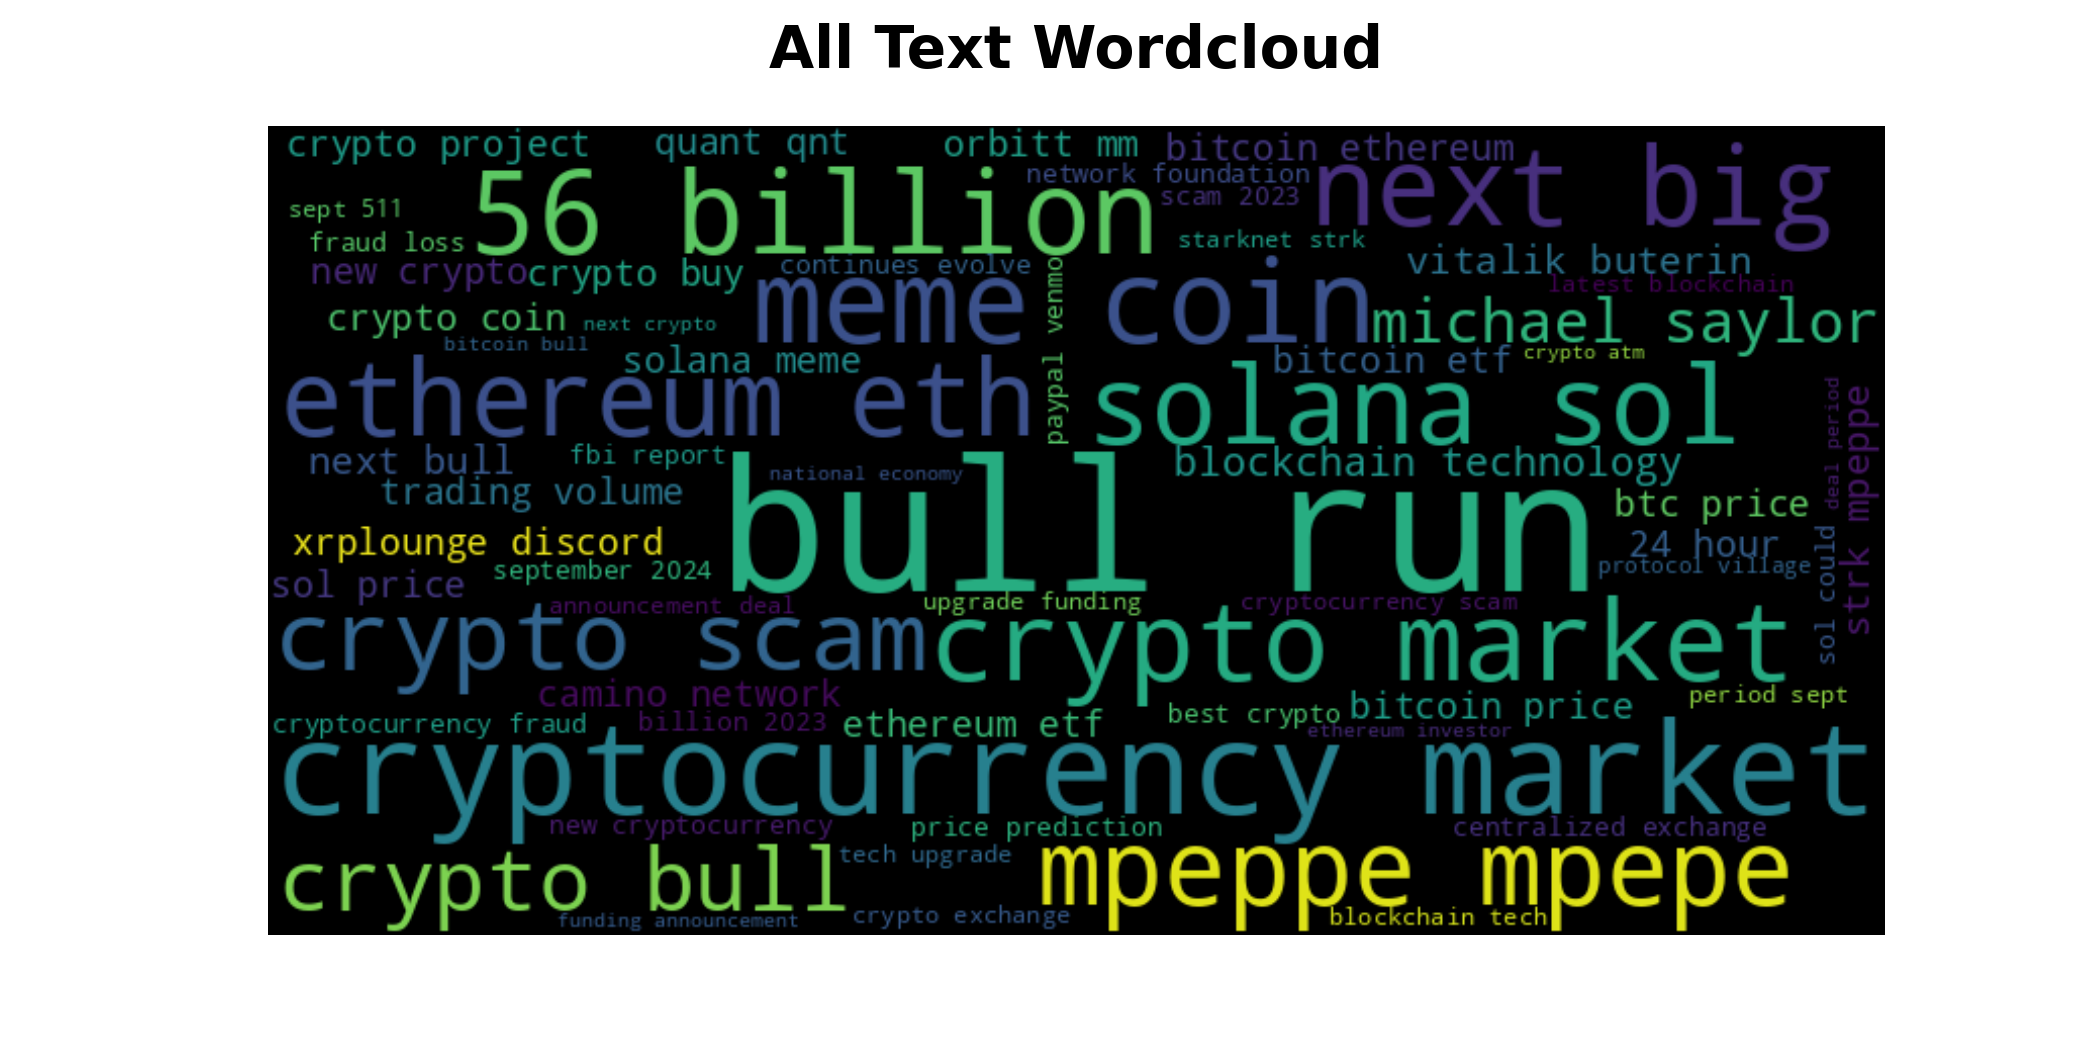 All Text Wordcloud
crypto project
quant qnt
orbitt mm
bitcoin ethereum
network foundation
next big
56 billion
scam 2023
sept 511
fraud loss
starknet strk
vitalik buterin
new crypto
crypto buy
continues evolve
paypal venmo
latest blockchain
meme coin
michael saylor
crypto coin
next crypto
bitcoin bull
solana meme
bitcoin etf
crypto atm
ethereum eth
solana sol
deal period
strk mpeppe
next bull
fbi report
national economy
blockchain technology
trading volume
bull run
btc price
xrplounge discord
24 hour
september 2024
protocol village
sol could
sol price
announcement deal
upgrade funding
cryptocurrency scam
crypto scam
crypto market
camino network
period sept
cryptocurrency fraud
billion 2023
ethereum etf
best crypto
bitcoin price
ethereum investor
cryptocurrency market
new cryptocurrency
price prediction
centralized exchange
crypto bull
tech upgrade
mpeppe mpepe
funding announcement
crypto exchange
blockchain tech